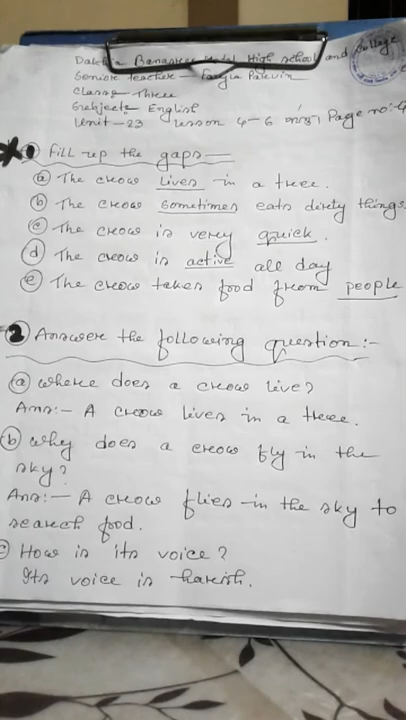 Banasree Model High school and College
Senior teacher — Parvin
Class:- Three
Subject:- English
Unit-23 Lesson 4-6 Page no:-
1 Fill up the gaps—
(a) The crow lives in a tree.
(b) The crow sometimes eats dirty things.
(c) The crow is very quick.
(d) The crow is active all day
(e) The crow takes food from people
2 Answer the following question:-
(a) where does a crow live?
Ans:- A crow lives in a tree.
(b) why does a crow fly in the
sky?
Ans:- A crow flies in the sky to
search food.
(c) How is its voice?
Its voice is harsh.